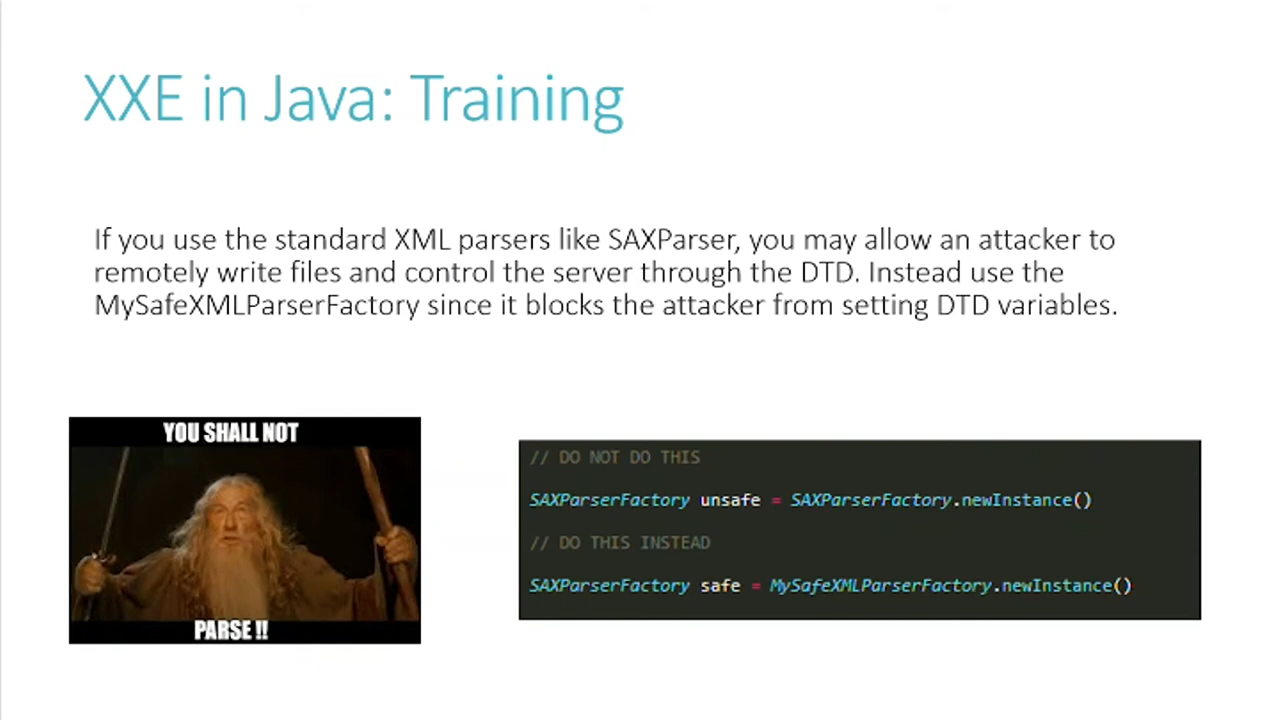 XXE in Java: Training
If you use the standard XML parsers like SAXParser, you may allow an attacker to
remotely write files and control the server through the DTD. Instead use the
MySafeXMLParserFactory since it blocks the attacker from setting DTD variables.
YOU SHALL NOT
PARSE !!
// DO NOT DO THIS
SAXParserFactory unsafe = SAXParserFactory.newInstance()
// DO THIS INSTEAD
SAXParserFactory safe = MySafeXMLParserFactory.newInstance()